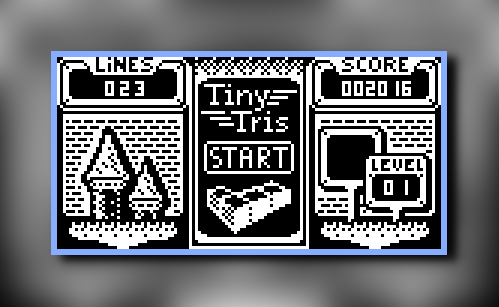 LiNES
023
Tiny
Tris
START
SCORE
002016
LEVEL
01